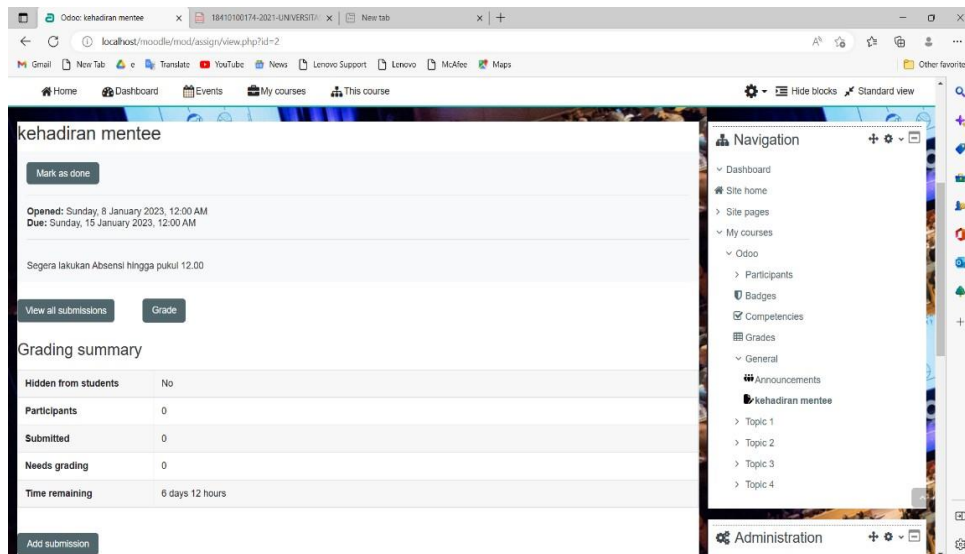 Odoo: kehadiran mentee
18410100174-2021-UNIVERSITA
New tab
localhost/moodle/mod/assign/view.php?id=2
Gmail New Tab e Translate YouTube News Lenovo Support Lenovo McAfee Maps Other favorite
Home Dashboard Events My courses This course Hide blocks Standard view
kehadiran mentee
Mark as done
Opened: Sunday, 8 January 2023, 12:00 AM
Due: Sunday, 15 January 2023, 12:00 AM
Segera lakukan Absensi hingga pukul 12.00
View all submissions Grade
Grading summary
Hidden from students No
Participants 0
Submitted 0
Needs grading 0
Time remaining 6 days 12 hours
Add submission
Navigation
Dashboard
Site home
Site pages
My courses
Odoo
Participants
Badges
Competencies
Grades
General
Announcements
kehadiran mentee
Topic 1
Topic 2
Topic 3
Topic 4
Administration